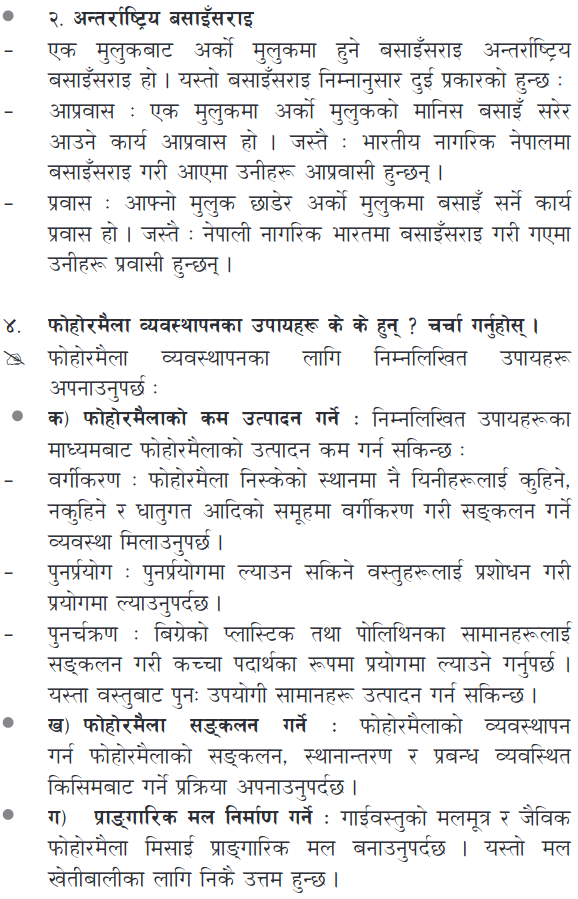 ● २. अन्तर्राष्ट्रिय बसाइँसराइ
– एक मुलुकबाट अर्को मुलुकमा हुने बसाइँसराइ अन्तर्राष्ट्रिय
बसाइँसराइ हो । यस्तो बसाइँसराइ निम्नानुसार दुई प्रकारको हुन्छ :
– आप्रवास : एक मुलुकमा अर्को मुलुकको मानिस बसाइँ सरेर
आउने कार्य आप्रवास हो । जस्तै : भारतीय नागरिक नेपालमा
बसाइँसराइ गरी आएमा उनीहरू आप्रवासी हुन्छन् ।
– प्रवास : आफ्नो मुलुक छाडेर अर्को मुलुकमा बसाइँ सर्ने कार्य
प्रवास हो । जस्तै : नेपाली नागरिक भारतमा बसाइँसराइ गरी गएमा
उनीहरू प्रवासी हुन्छन् ।
४. फोहोरमैला व्यवस्थापनका उपायहरू के के हुन् ? चर्चा गर्नुहोस् ।
फोहोरमैला व्यवस्थापनका लागि निम्नलिखित उपायहरू
अपनाउनुपर्छ :
● क) फोहोरमैलाको कम उत्पादन गर्ने : निम्नलिखित उपायहरूका
माध्यमबाट फोहोरमैलाको उत्पादन कम गर्न सकिन्छ :
– वर्गीकरण : फोहोरमैला निस्केको स्थानमा नै यिनीहरूलाई कुहिने,
नकुहिने र धातुगत आदिको समूहमा वर्गीकरण गरी सङ्कलन गर्ने
व्यवस्था मिलाउनुपर्छ ।
– पुनर्प्रयोग : पुनर्प्रयोगमा ल्याउन सकिने वस्तुहरूलाई प्रशोधन गरी
प्रयोगमा ल्याउनुपर्दछ ।
– पुनर्चक्रण : बिग्रेको प्लास्टिक तथा पोलिथिनका सामानहरूलाई
सङ्कलन गरी कच्चा पदार्थका रूपमा प्रयोगमा ल्याउने गर्नुपर्छ ।
यस्ता वस्तुबाट पुनः उपयोगी सामानहरू उत्पादन गर्न सकिन्छ ।
● ख) फोहोरमैला सङ्कलन गर्ने : फोहोरमैलाको व्यवस्थापन
गर्न फोहोरमैलाको सङ्कलन, स्थानान्तरण र प्रबन्ध व्यवस्थित
किसिमबाट गर्ने प्रक्रिया अपनाउनुपर्दछ ।
● ग) प्राङ्गारिक मल निर्माण गर्ने : गाईवस्तुको मलमूत्र र जैविक
फोहोरमैला मिसाई प्राङ्गारिक मल बनाउनुपर्दछ । यस्तो मल
खेतीबालीका लागि निकै उत्तम हुन्छ ।